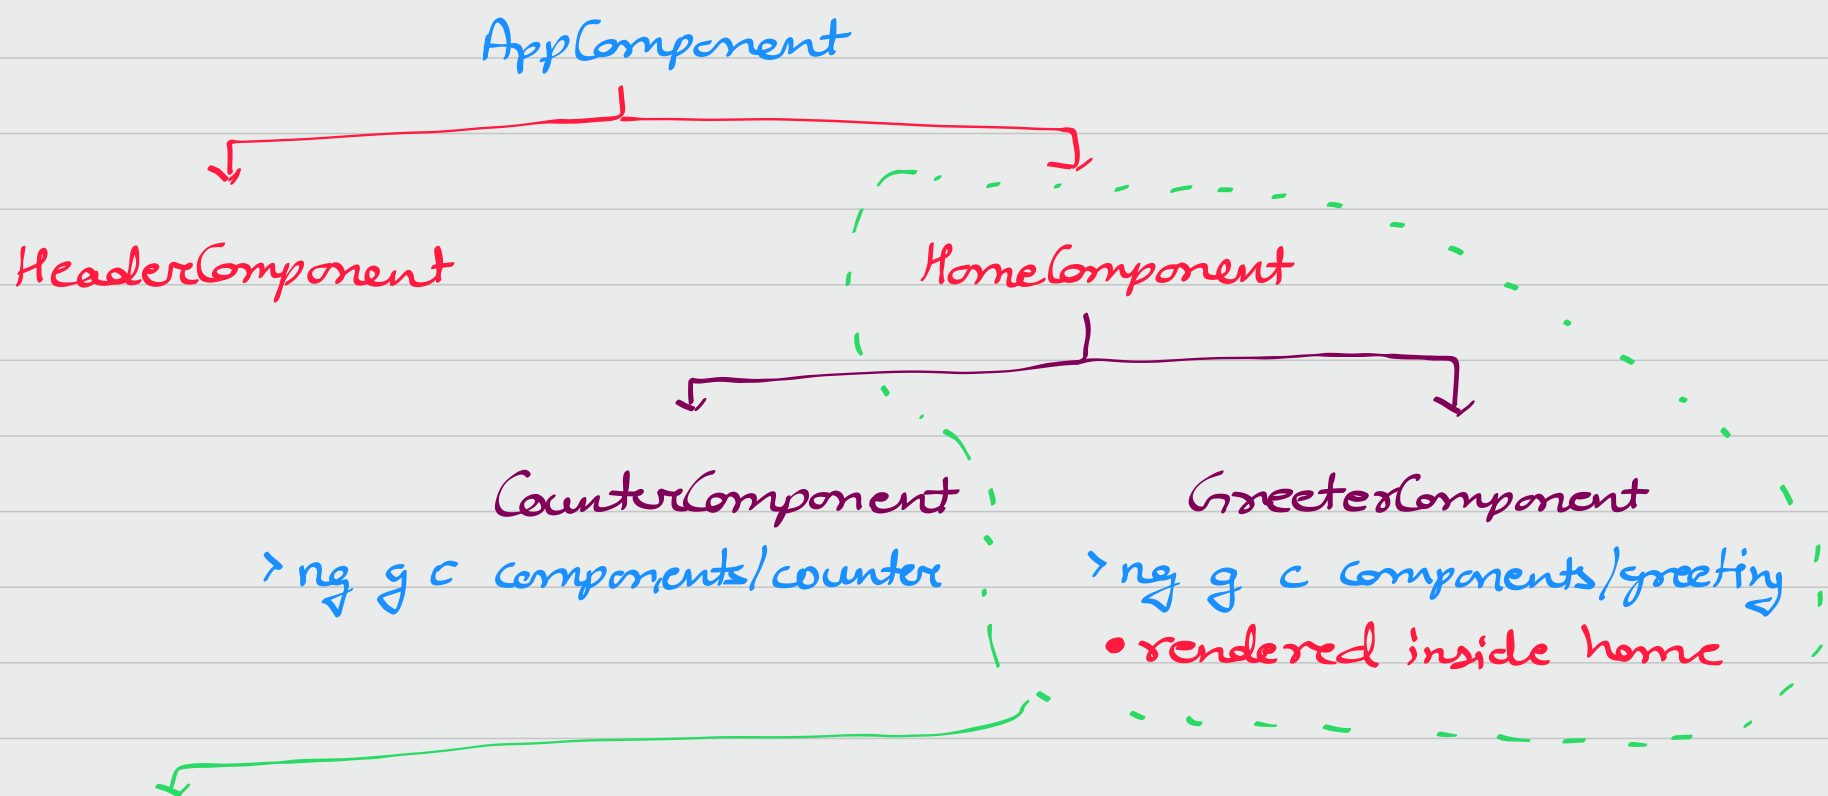 AppComponent
HeaderComponent HomeComponent
CounterComponent GreeterComponent
> ng g c components/counter > ng g c components/greeting
• rendered inside home